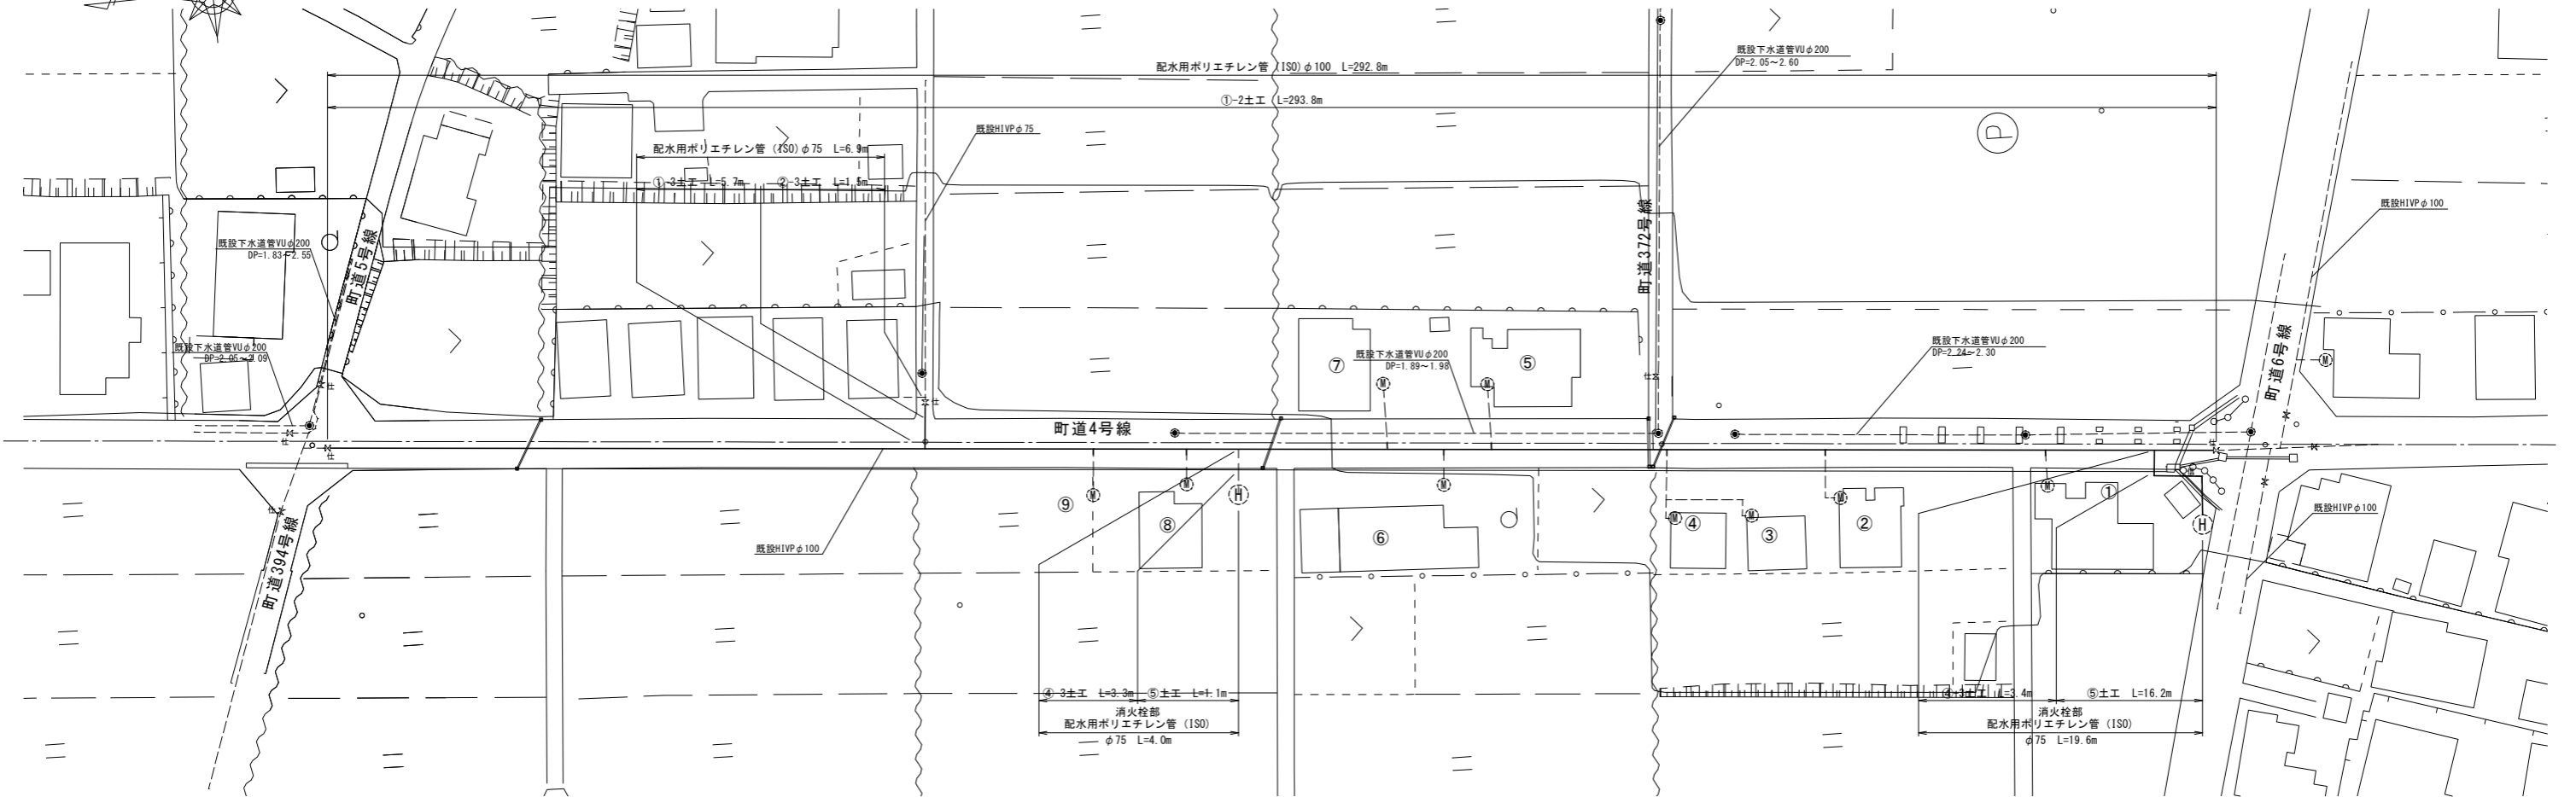 既設下水道管VUφ200
DP=2.05~2.60
配水用ポリエチレン管 (ISO)φ100 L=292.8m
①-2土工 L=293.8m
既設HIVPφ75
配水用ポリエチレン管 (ISO)φ75 L=6.9m
①-3土工 L=5.7m
②-3土工 L=1.5m
既設HIVPφ100
町道372号線
既設下水道管VUφ200
DP=1.83~2.55
町道5号線
既設下水道管VUφ200
DP=2.05~2.09
仕
仕
仕
仕
仕
仕
仕
町道4号線
⑦
既設下水道管VUφ200
DP=1.89~1.98
⑤
M
M
既設下水道管VUφ200
DP=2.24~2.30
町道6号線
M
P
町道394号線
既設HIVPφ100
⑨
M
M
⑧
H
M
⑥
M
④
M
③
M
②
M
①
H
既設HIVPφ100
④-3土工 L=3.3m
⑤土工 L=1.1m
消火栓部
配水用ポリエチレン管 (ISO)
φ75 L=4.0m
④-3土工 L=3.4m
⑤土工 L=16.2m
消火栓部
配水用ポリエチレン管 (ISO)
φ75 L=19.6m